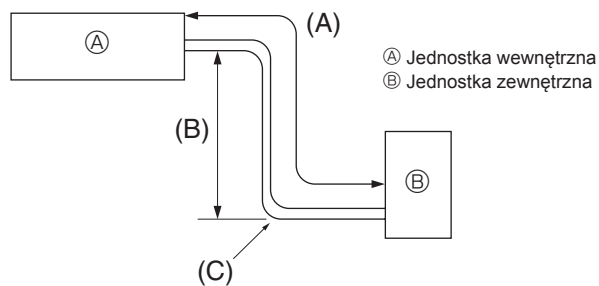 (A)
Ⓐ
Ⓐ Jednostka wewnętrzna
Ⓑ Jednostka zewnętrzna
(B)
Ⓑ
(C)